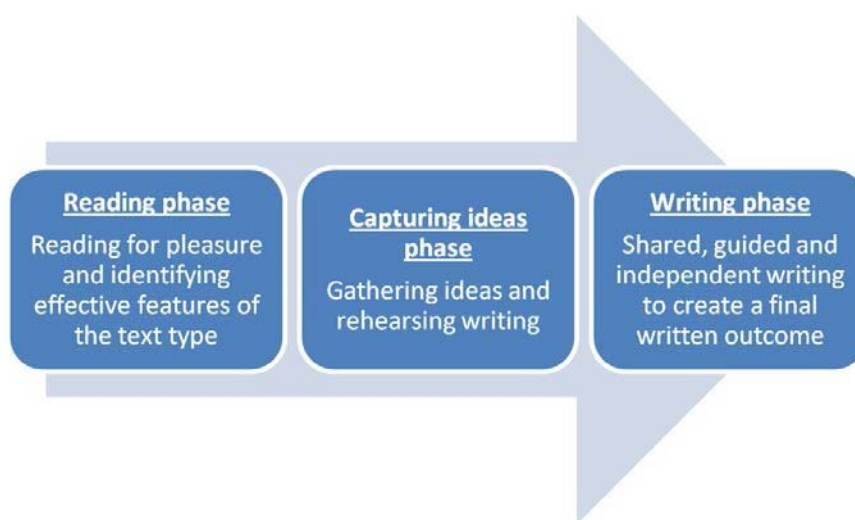 Reading phase
Reading for pleasure
and identifying
effective features of
the text type
Capturing ideas
phase
Gathering ideas and
rehearsing writing
Writing phase
Shared, guided and
independent writing
to create a final
written outcome